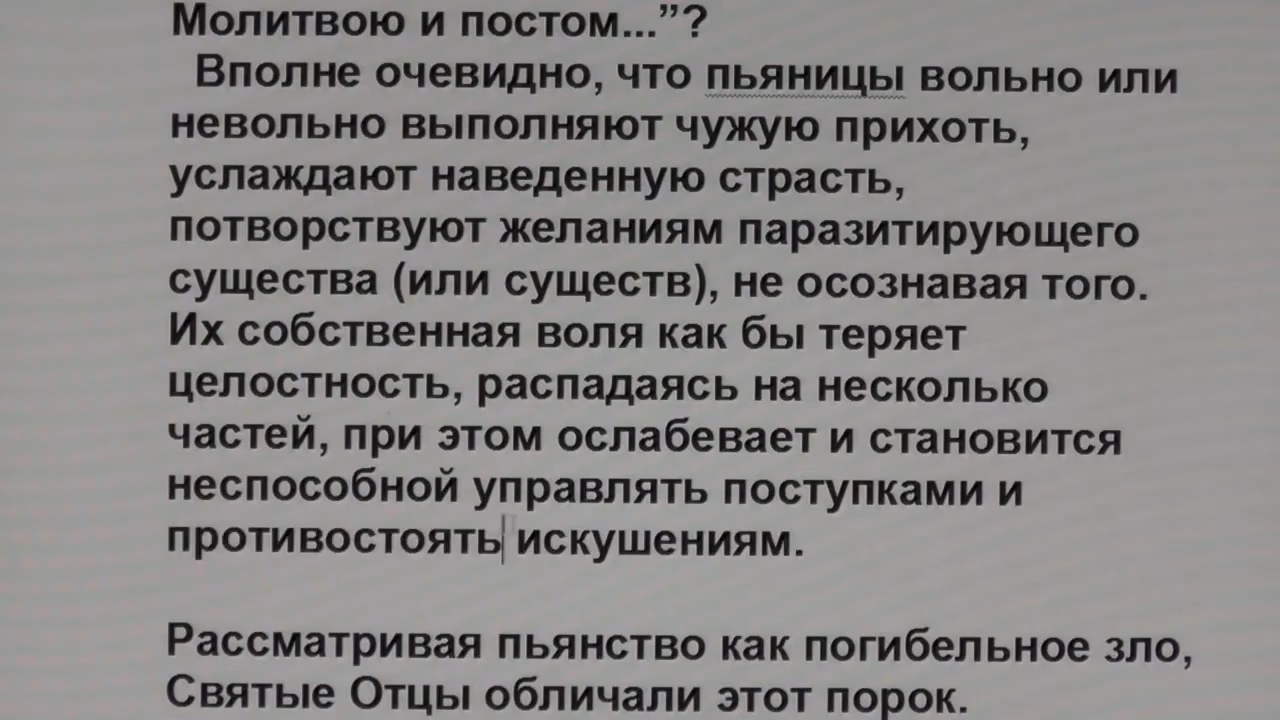 Молитвою и постом...”?
Вполне очевидно, что пьяницы вольно или
невольно выполняют чужую прихоть,
услаждают наведенную страсть,
потворствуют желаниям паразитирующего
существа (или существ), не осознавая того.
Их собственная воля как бы теряет
целостность, распадаясь на несколько
частей, при этом ослабевает и становится
неспособной управлять поступками и
противостоять искушениям.
Рассматривая пьянство как погибельное зло,
Святые Отцы обличали этот порок.